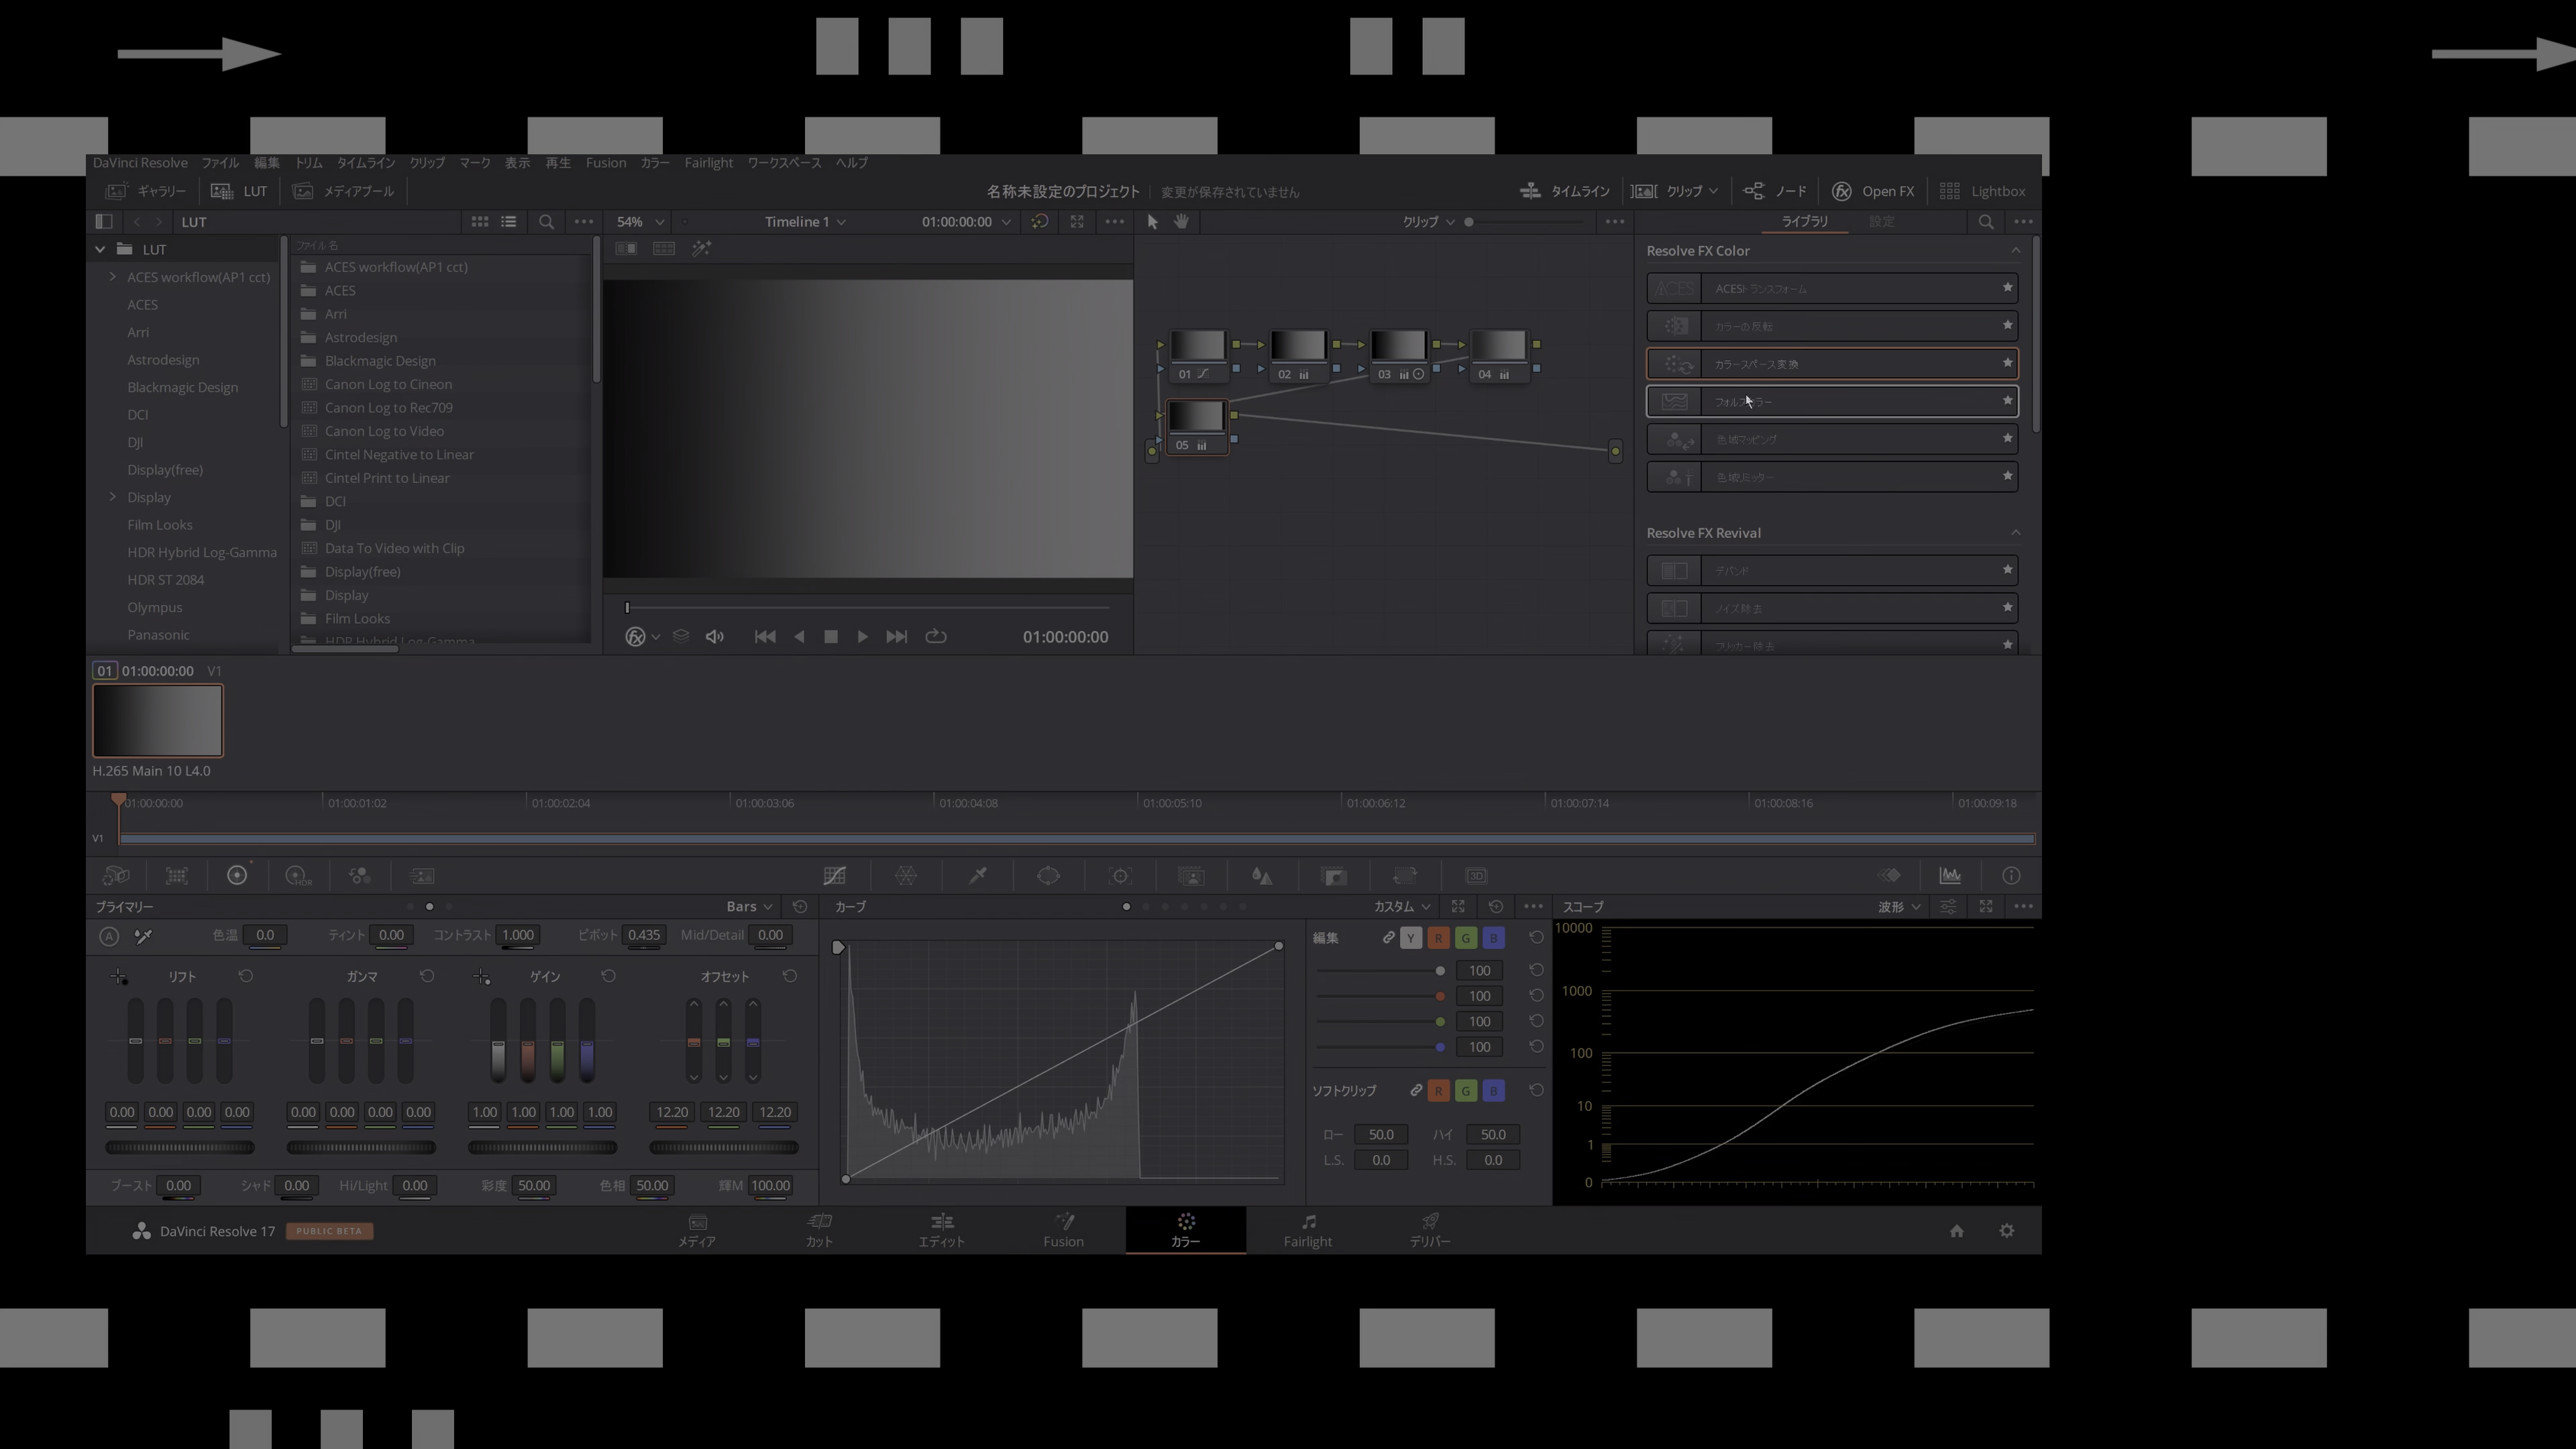 DaVinci Resolve ファイル 編集 トリム タイムライン クリップ マーク 表示 再生 Fusion カラー Fairlight ワークスペース ヘルプ
ギャラリー LUT メディアプール 名称未設定のプロジェクト 変更が保存されていません タイムライン クリップ ノード Open FX Lightbox
LUT 54% Timeline 1 01:00:00:00 クリップ ライブラリ 設定
LUT
ACES workflow(AP1 cct)
ACES
Arri
Astrodesign
Blackmagic Design
DCI
DJI
Display(free)
Display
Film Looks
HDR Hybrid Log-Gamma
HDR ST 2084
Olympus
Panasonic
ファイル名
ACES workflow(AP1 cct)
ACES
Arri
Astrodesign
Blackmagic Design
Canon Log to Cineon
Canon Log to Rec709
Canon Log to Video
Cintel Negative to Linear
Cintel Print to Linear
DCI
DJI
Data To Video with Clip
Display(free)
Display
Film Looks
HDR Hybrid Log-Gamma
01:00:00:00
01 02 03 04
05
Resolve FX Color
ACES ACESトランスフォーム
カラーの反転
カラースペース変換
フォルスカラー
色域マッピング
色域リミッター
Resolve FX Revival
デバンド
ノイズ除去
フリッカー除去
01 01:00:00:00 V1
H.265 Main 10 L4.0
01:00:00:00 01:00:01:02 01:00:02:04 01:00:03:06 01:00:04:08 01:00:05:10 01:00:06:12 01:00:07:14 01:00:08:16 01:00:09:18
V1
HDR 3D
プライマリー Bars
A 色温 0.0 ティント 0.00 コントラスト 1.000 ピボット 0.435 Mid/Detail 0.00
リフト ガンマ ゲイン オフセット
0.00 0.00 0.00 0.00 0.00 0.00 0.00 0.00 1.00 1.00 1.00 1.00 12.20 12.20 12.20
ブースト 0.00 シャド 0.00 Hi/Light 0.00 彩度 50.00 色相 50.00 輝M 100.00
カーブ カスタム
編集 Y R G B
100
100
100
100
ソフトクリップ R G B
ロー 50.0 ハイ 50.0
L.S. 0.0 H.S. 0.0
スコープ 波形
10000
1000
100
10
1
0
DaVinci Resolve 17 PUBLIC BETA メディア カット エディット Fusion カラー Fairlight デリバー